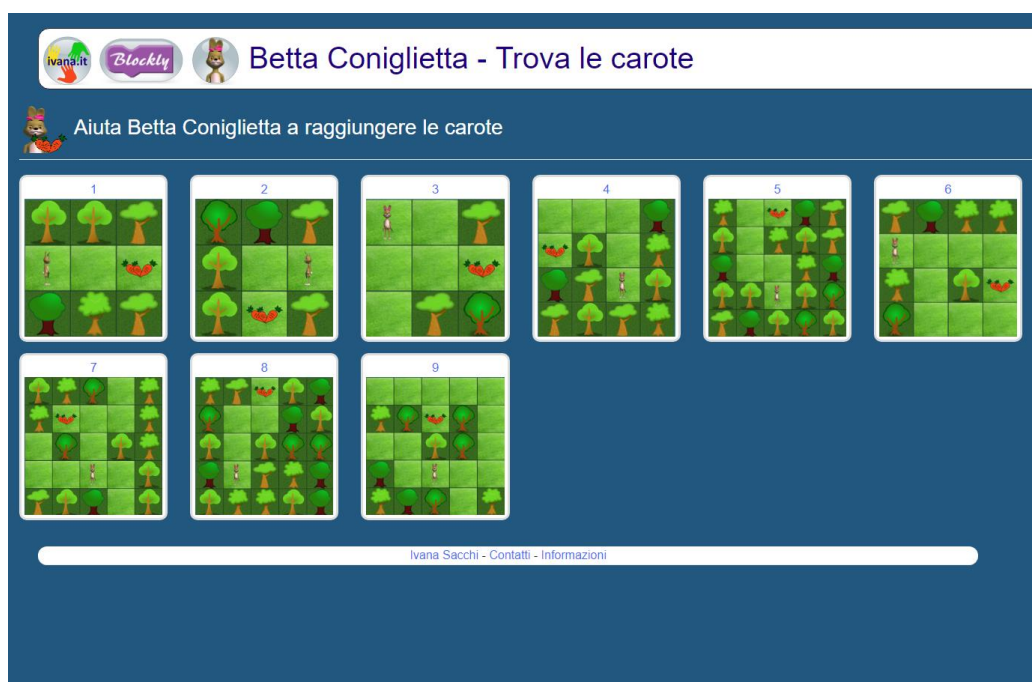 ivana.it
Blockly
Betta Coniglietta - Trova le carote
Aiuta Betta Coniglietta a raggiungere le carote
1
2
3
4
5
6
7
8
9
Ivana Sacchi - Contatti - Informazioni